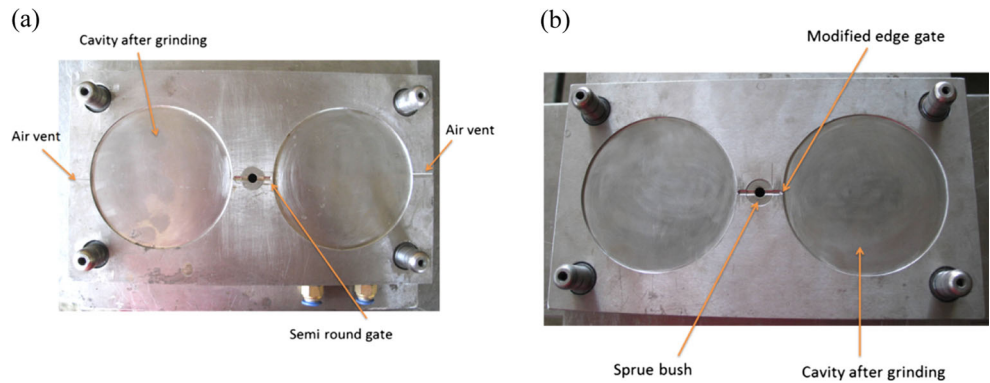 (a)
Cavity after grinding
Air vent
Air vent
Semi round gate
(b)
Modified edge gate
Sprue bush
Cavity after grinding